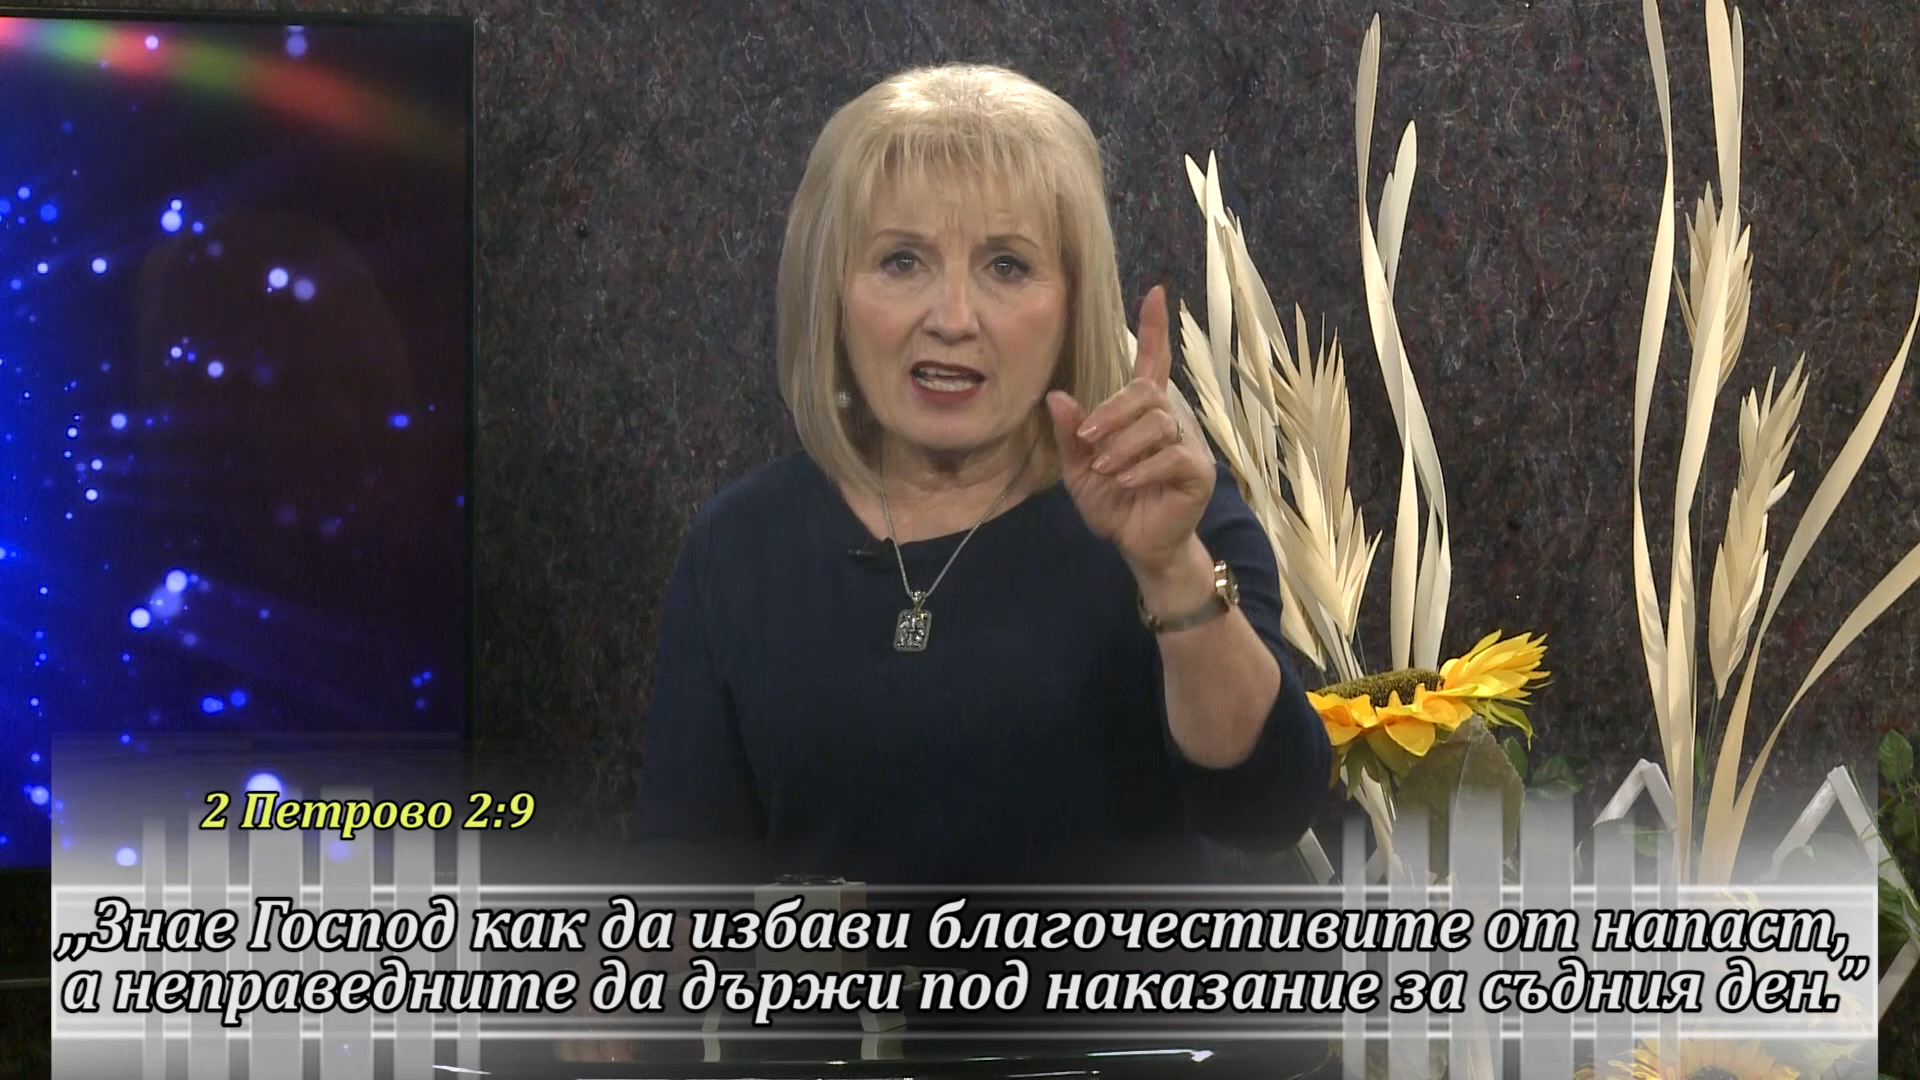 2 Петрово 2:9
„Знае Господ как да избави благочестивите от напаст,
а неправедните да държи под наказание за съдния ден.”